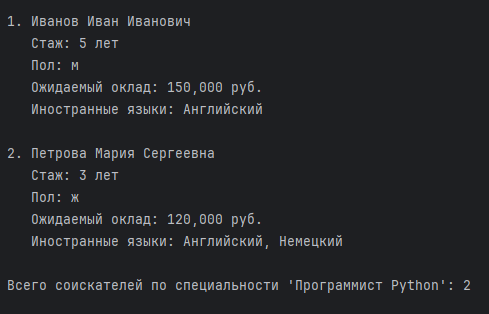 1. Иванов Иван Иванович
Стаж: 5 лет
Пол: м
Ожидаемый оклад: 150,000 руб.
Иностранные языки: Английский
2. Петрова Мария Сергеевна
Стаж: 3 лет
Пол: ж
Ожидаемый оклад: 120,000 руб.
Иностранные языки: Английский, Немецкий
Всего соискателей по специальности 'Программист Python': 2